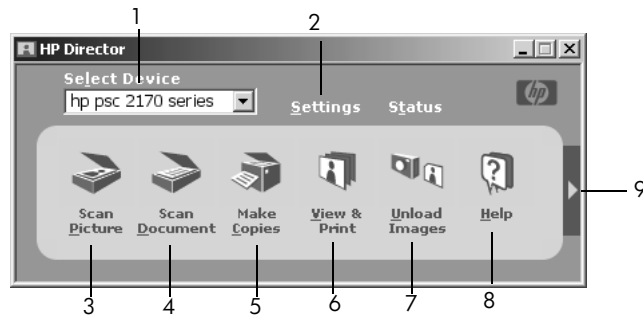 1
2
HP Director
Select Device
hp psc 2170 series
Settings
Status
hp
9
Scan Picture
Scan Document
Make Copies
View & Print
Unload Images
Help
3
4
5
6
7
8